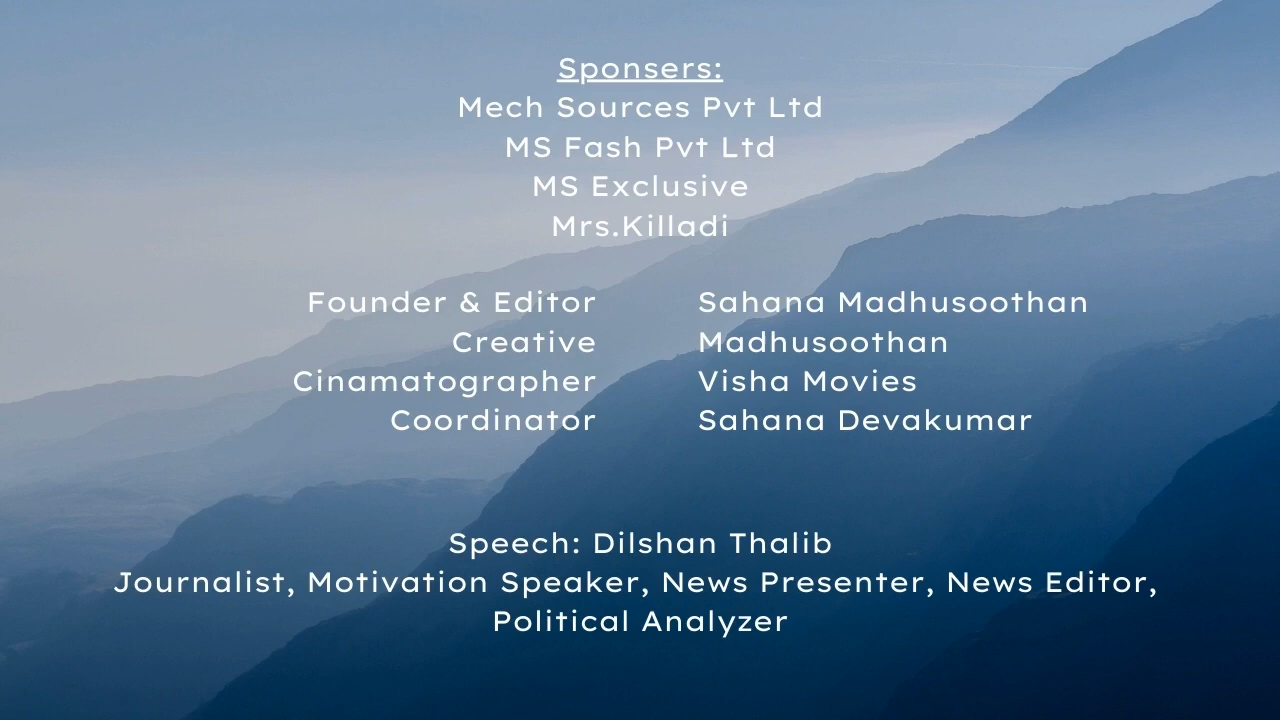 Sponsers:
Mech Sources Pvt Ltd
MS Fash Pvt Ltd
MS Exclusive
Mrs.Killadi
Founder & Editor Sahana Madhusoothan
Creative Madhusoothan
Cinamatographer Visha Movies
Coordinator Sahana Devakumar
Speech: Dilshan Thalib
Journalist, Motivation Speaker, News Presenter, News Editor,
Political Analyzer